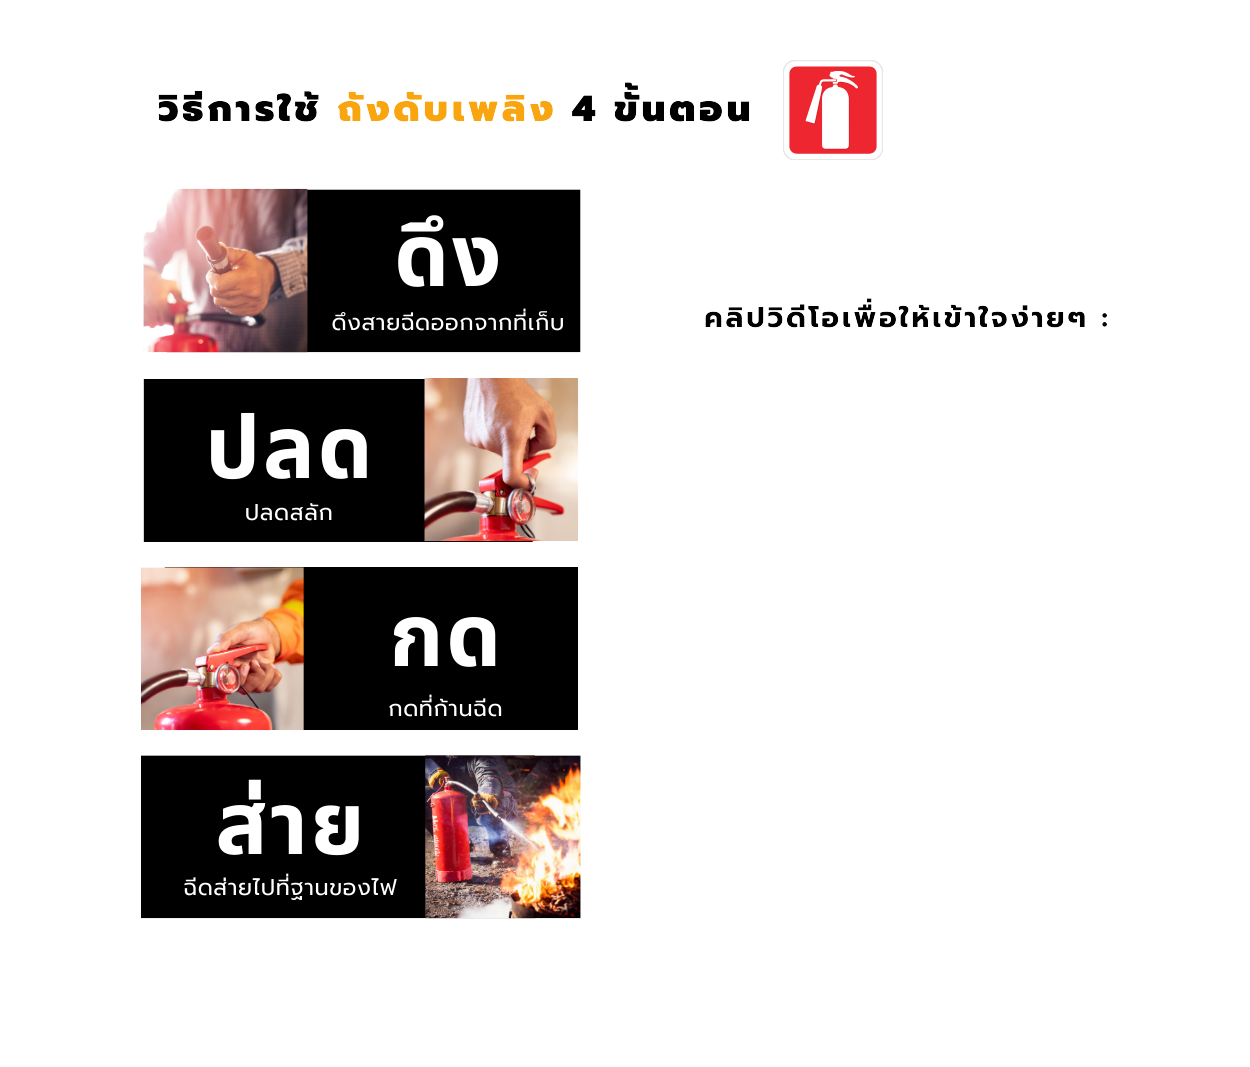 วิธีการใช้ ถังดับเพลิง 4 ขั้นตอน
ดึง
ดึงสายฉีดออกจากที่เก็บ
คลิปวิดีโอเพื่อให้เข้าใจง่ายๆ :
ปลด
ปลดสลัก
กด
กดที่ก้านฉีด
ส่าย
ฉีดส่ายไปที่ฐานของไฟ